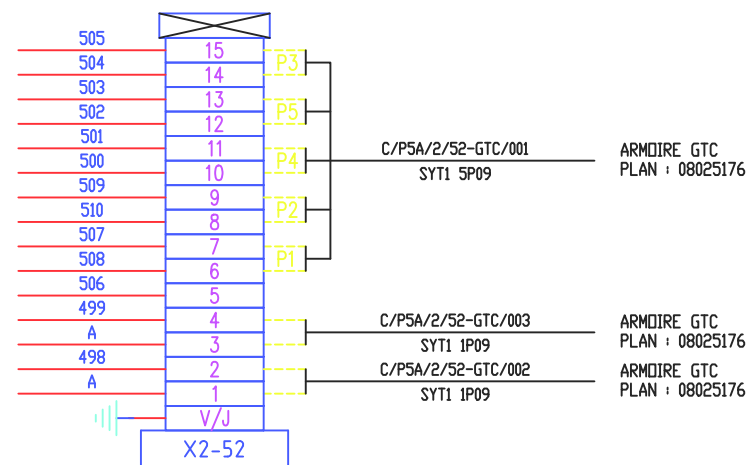 505 15
504 14 P3
503 13
502 12 P5
501 11 C/P5A/2/52-GTC/001 ARMOIRE GTC
500 10 P4 SYT1 5P09 PLAN : 08025176
509 9
510 8 P2
507 7
508 6 P1
506 5
499 4 C/P5A/2/52-GTC/003 ARMOIRE GTC
A 3 SYT1 1P09 PLAN : 08025176
498 2 C/P5A/2/52-GTC/002 ARMOIRE GTC
A 1 SYT1 1P09 PLAN : 08025176
V/J
X2-52